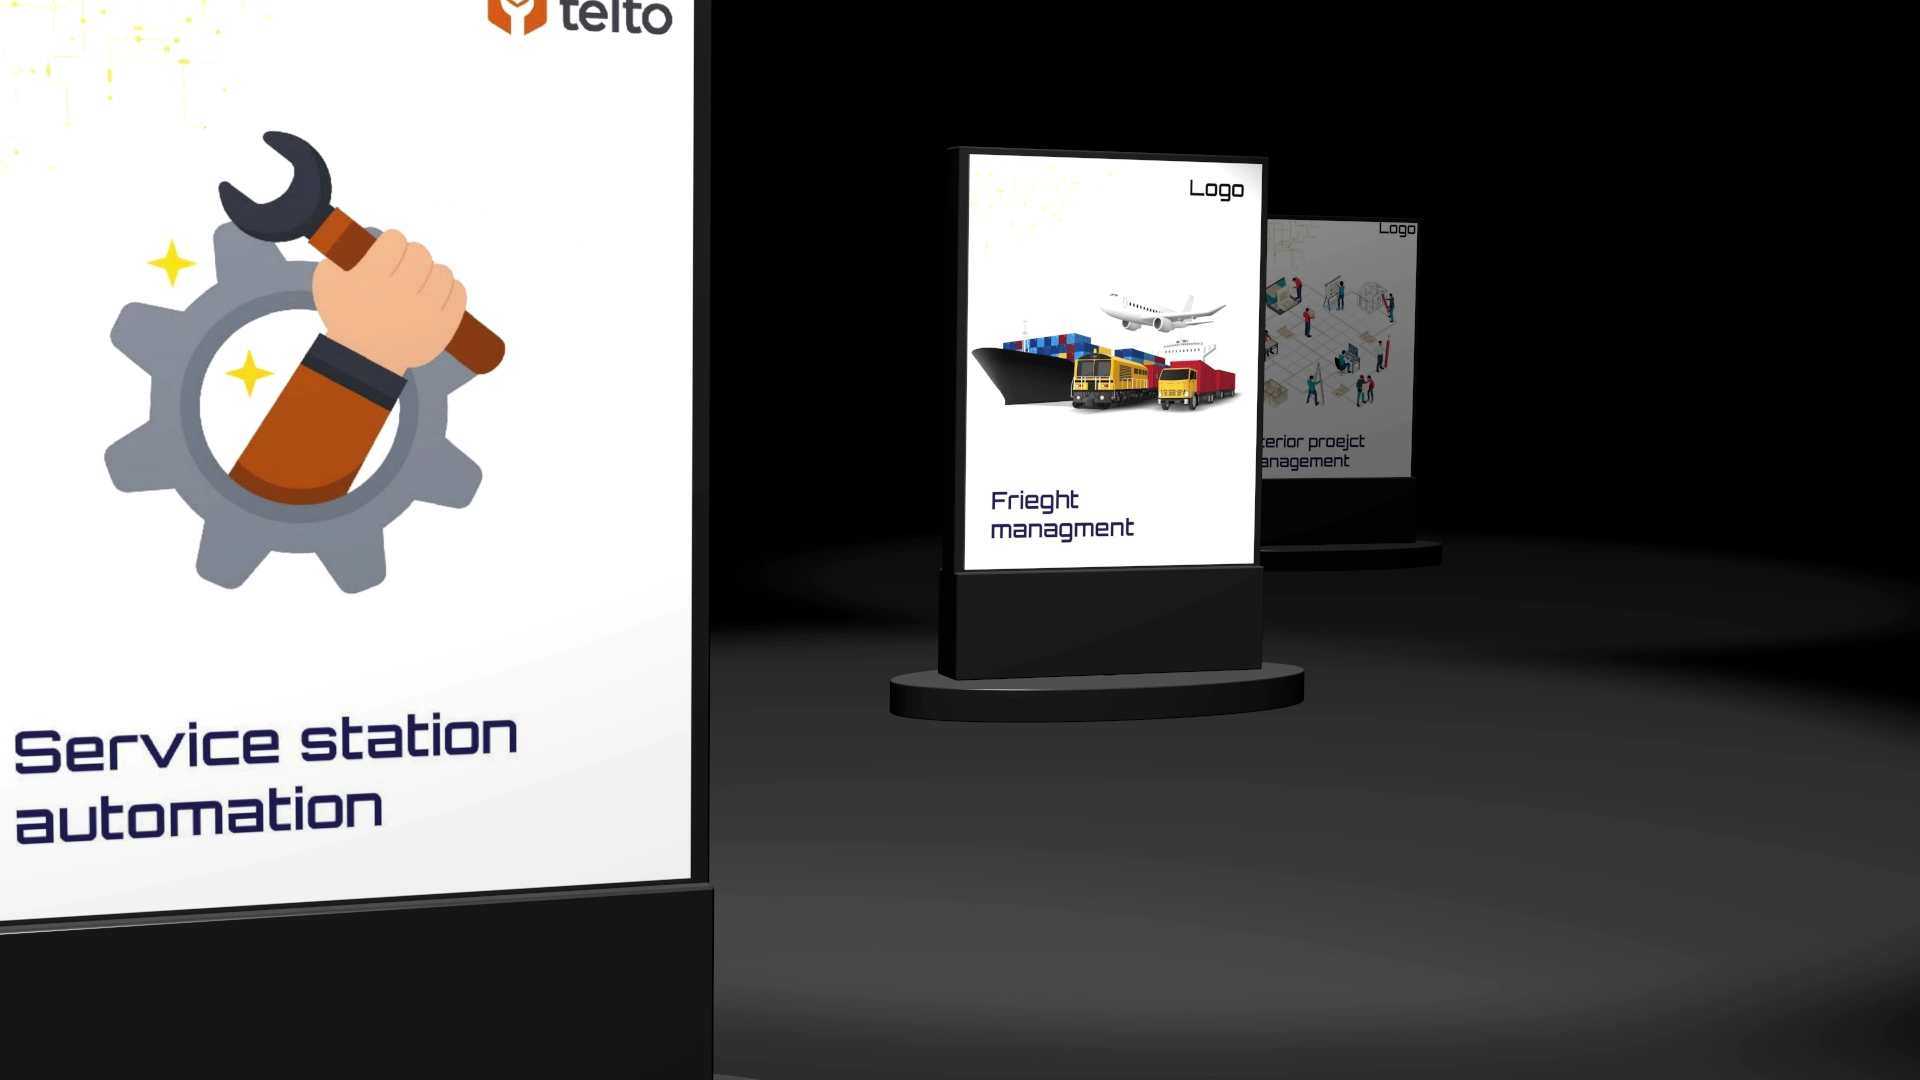 telto
Service station
automation
Logo
Frieght
managment
Logo
terior proejct
anagement